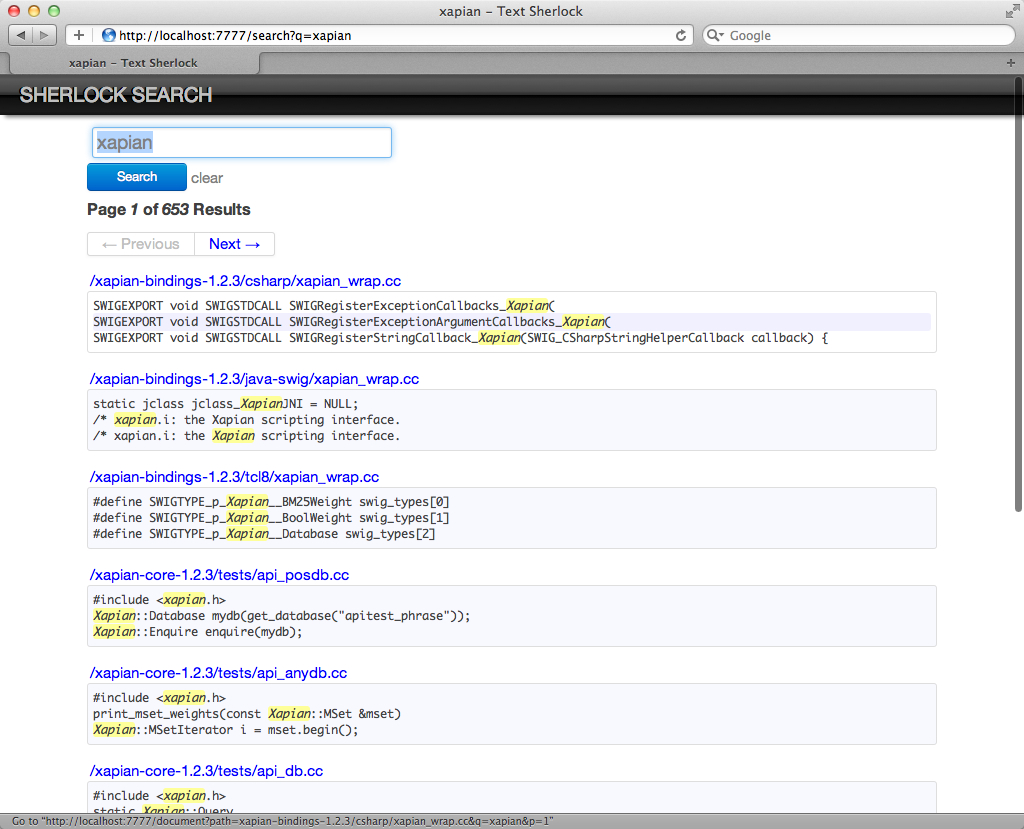 xapian – Text Sherlock
http://localhost:7777/search?q=xapian
Google
xapian – Text Sherlock
SHERLOCK SEARCH
xapian
Search clear
Page 1 of 653 Results
← Previous Next →
/xapian-bindings-1.2.3/csharp/xapian_wrap.cc
SWIGEXPORT void SWIGSTDCALL SWIGRegisterExceptionCallbacks_Xapian(
SWIGEXPORT void SWIGSTDCALL SWIGRegisterExceptionArgumentCallbacks_Xapian(
SWIGEXPORT void SWIGSTDCALL SWIGRegisterStringCallback_Xapian(SWIG_CSharpStringHelperCallback callback) {
/xapian-bindings-1.2.3/java-swig/xapian_wrap.cc
static jclass jclass_XapianJNI = NULL;
/* xapian.i: the Xapian scripting interface.
/* xapian.i: the Xapian scripting interface.
/xapian-bindings-1.2.3/tcl8/xapian_wrap.cc
#define SWIGTYPE_p_Xapian__BM25Weight swig_types[0]
#define SWIGTYPE_p_Xapian__BoolWeight swig_types[1]
#define SWIGTYPE_p_Xapian__Database swig_types[2]
/xapian-core-1.2.3/tests/api_posdb.cc
#include <xapian.h>
Xapian::Database mydb(get_database("apitest_phrase"));
Xapian::Enquire enquire(mydb);
/xapian-core-1.2.3/tests/api_anydb.cc
#include <xapian.h>
print_mset_weights(const Xapian::MSet &mset)
Xapian::MSetIterator i = mset.begin();
/xapian-core-1.2.3/tests/api_db.cc
#include <xapian.h>
static Xapian::Query
Go to "http://localhost:7777/document?path=xapian-bindings-1.2.3/csharp/xapian_wrap.cc&q=xapian&p=1"